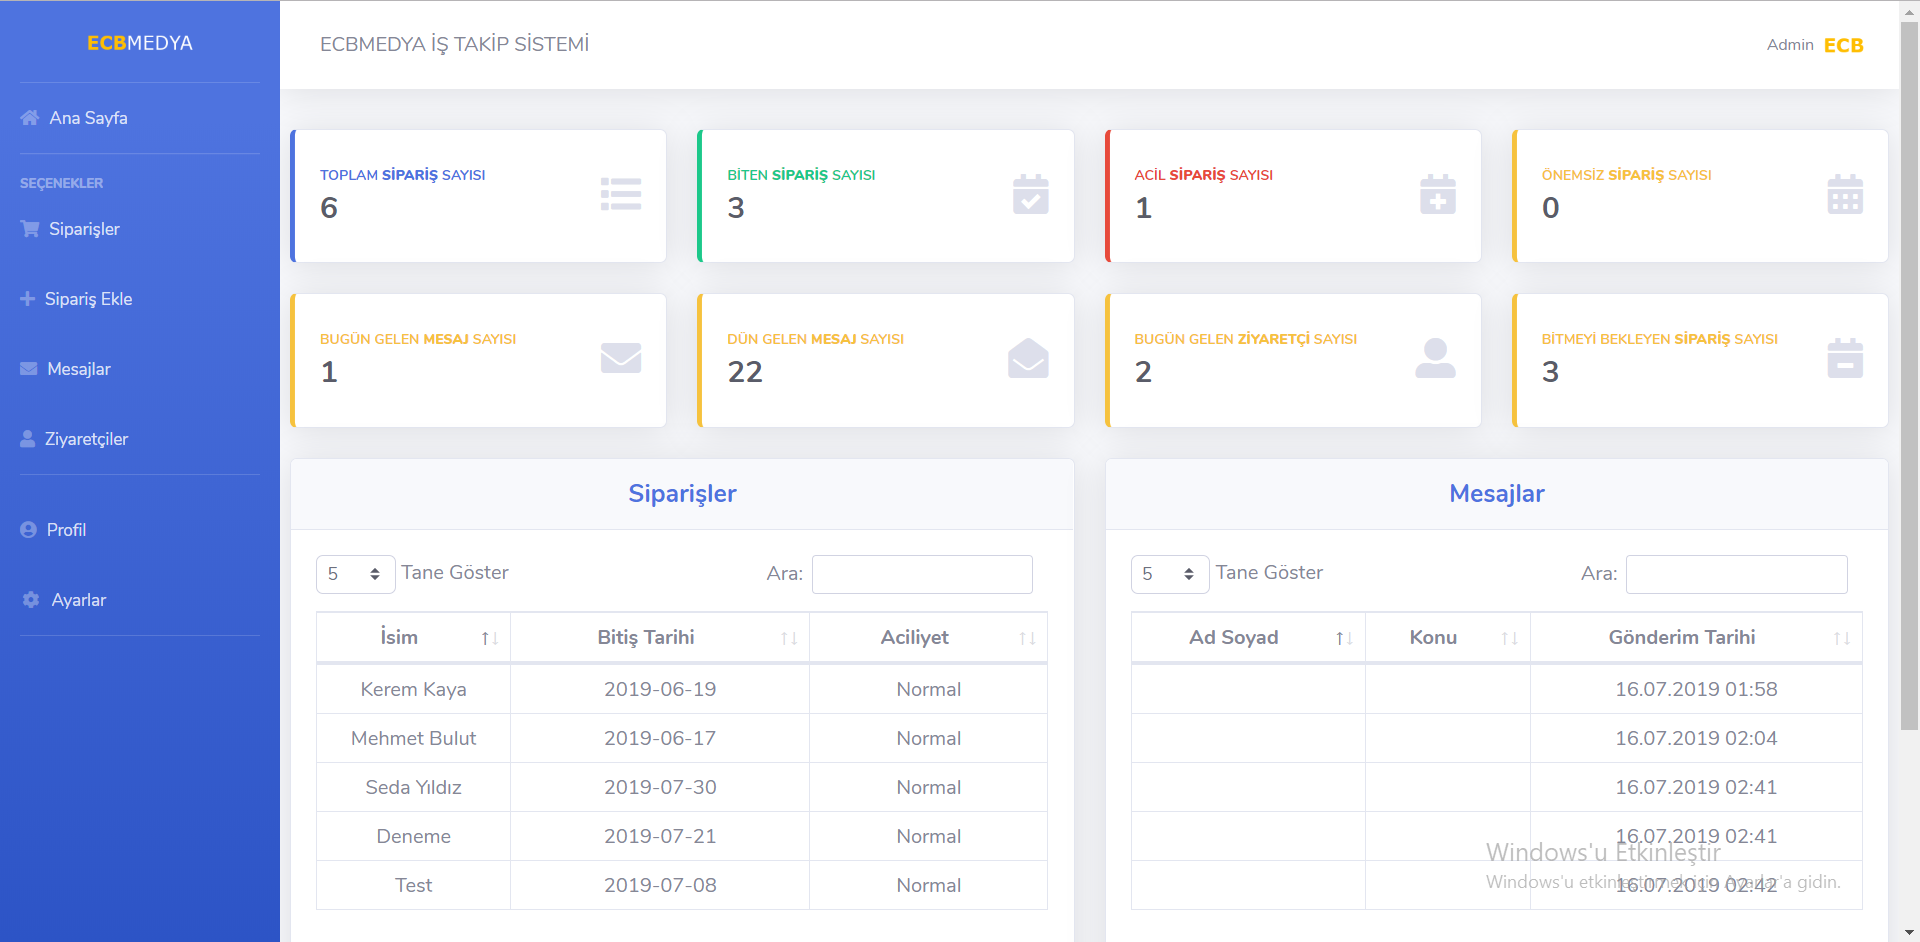 ECBMEDYA
Ana Sayfa
SEÇENEKLER
Siparişler
Sipariş Ekle
Mesajlar
Ziyaretçiler
Profil
Ayarlar
ECBMEDYA İŞ TAKİP SİSTEMİ
Admin ECB
TOPLAM SİPARİŞ SAYISI
6
BİTEN SİPARİŞ SAYISI
3
ACİL SİPARİŞ SAYISI
1
ÖNEMSİZ SİPARİŞ SAYISI
0
BUGÜN GELEN MESAJ SAYISI
1
DÜN GELEN MESAJ SAYISI
22
BUGÜN GELEN ZİYARETÇİ SAYISI
2
BİTMEYİ BEKLEYEN SİPARİŞ SAYISI
3
Siparişler
5 Tane Göster Ara:
İsim Bitiş Tarihi Aciliyet
Kerem Kaya 2019-06-19 Normal
Mehmet Bulut 2019-06-17 Normal
Seda Yıldız 2019-07-30 Normal
Deneme 2019-07-21 Normal
Test 2019-07-08 Normal
Mesajlar
5 Tane Göster Ara:
Ad Soyad Konu Gönderim Tarihi
16.07.2019 01:58
16.07.2019 02:04
16.07.2019 02:41
16.07.2019 02:41
16.07.2019 02:42
Windows'u Etkinleştir
Windows'u etkinleştirmek için Ayarlar'a gidin.